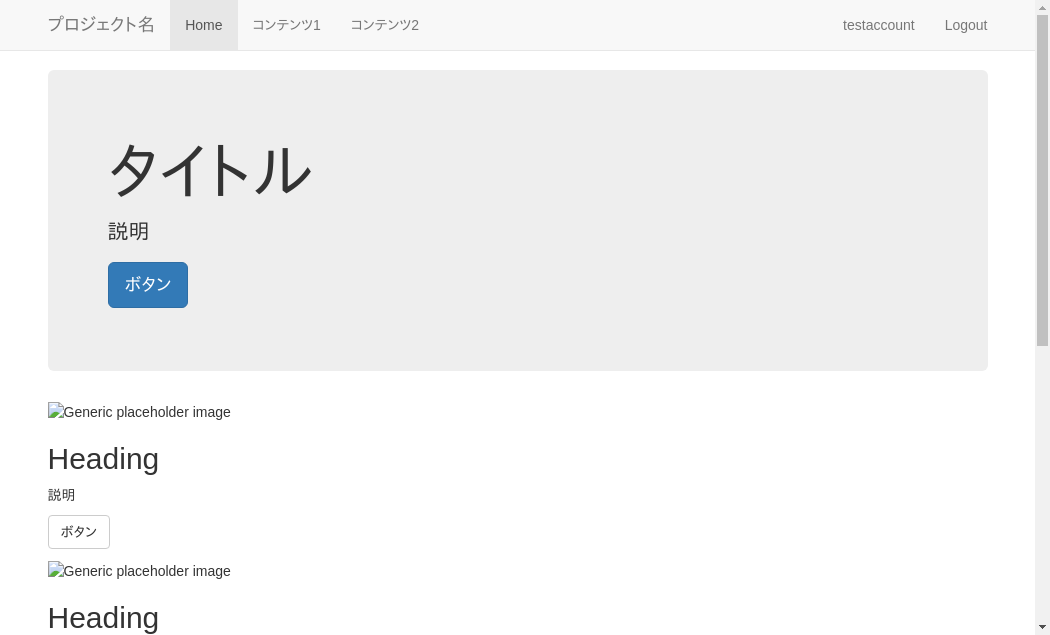 プロジェクト名 Home コンテンツ1 コンテンツ2 testaccount Logout
タイトル
説明
ボタン
Generic placeholder image
Heading
説明
ボタン
Generic placeholder image
Heading